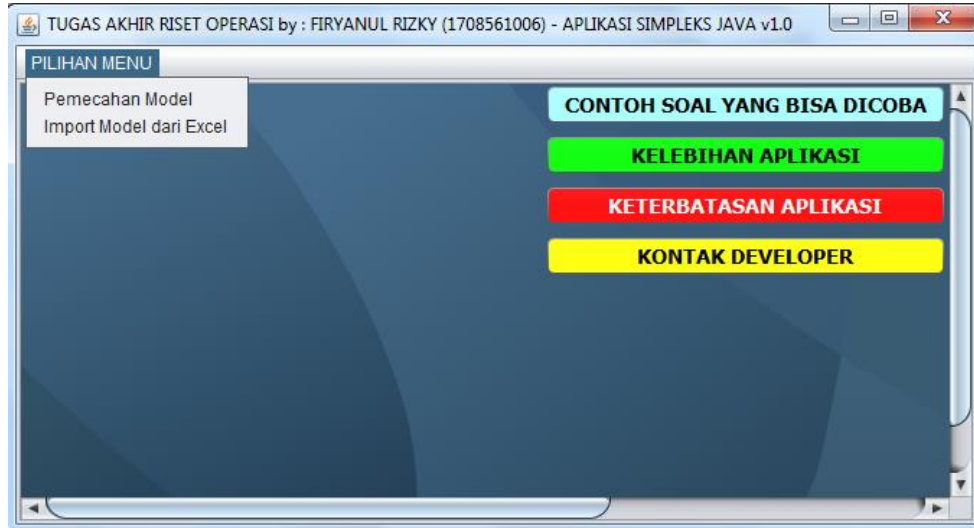 TUGAS AKHIR RISET OPERASI by : FIRYANUL RIZKY (1708561006) - APLIKASI SIMPLEKS JAVA v1.0
PILIHAN MENU
Pemecahan Model
Import Model dari Excel
CONTOH SOAL YANG BISA DICOBA
KELEBIHAN APLIKASI
KETERBATASAN APLIKASI
KONTAK DEVELOPER